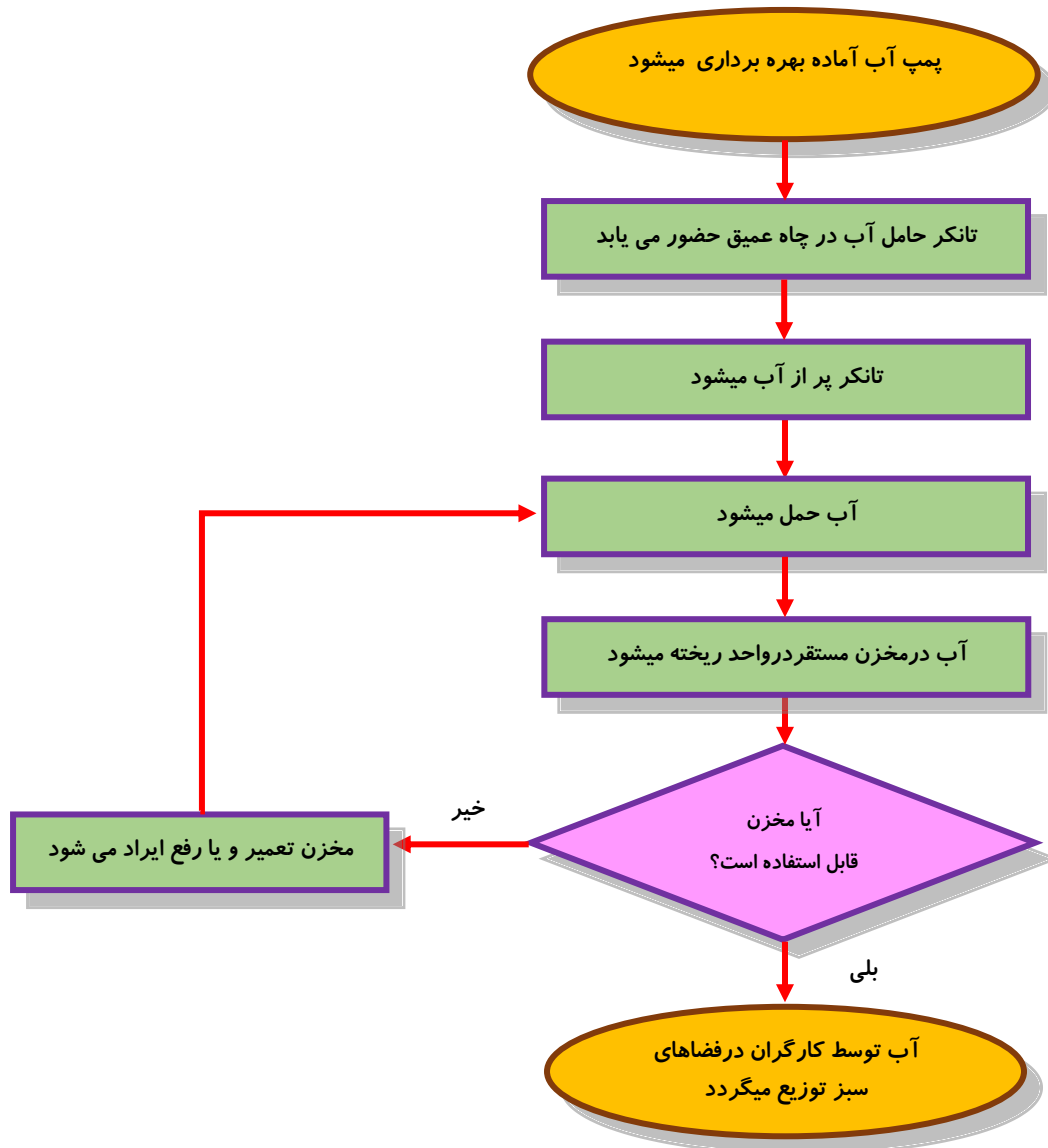 پمپ آب آماده بهره برداری میشود
تانکر حامل آب در چاه عمیق حضور می یابد
تانکر پر از آب میشود
آب حمل میشود
آب درمخزن مستقردرواحد ریخته میشود
آیا مخزن
قابل استفاده است؟
خیر
مخزن تعمیر و یا رفع ایراد می شود
بلی
آب توسط کارگران درفضاهای
سبز توزیع میگردد